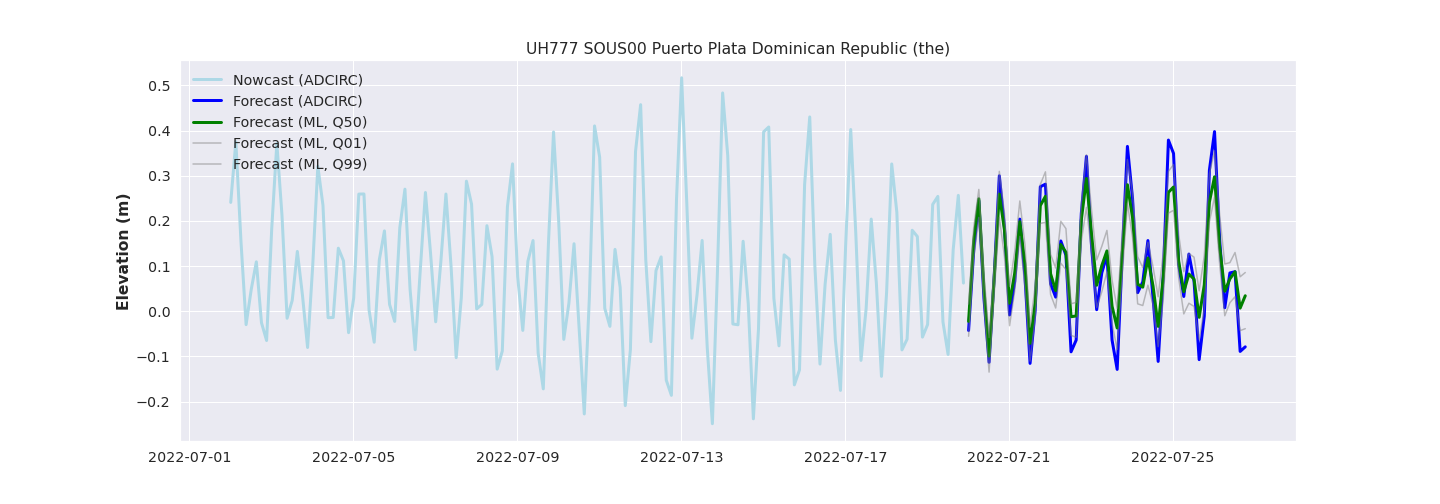 UH777 SOUS00 Puerto Plata Dominican Republic (the)
Nowcast (ADCIRC)
Forecast (ADCIRC)
Forecast (ML, Q50)
Forecast (ML, Q01)
Forecast (ML, Q99)
Elevation (m)
0.5
0.4
0.3
0.2
0.1
0.0
−0.1
−0.2
2022-07-01 2022-07-05 2022-07-09 2022-07-13 2022-07-17 2022-07-21 2022-07-25